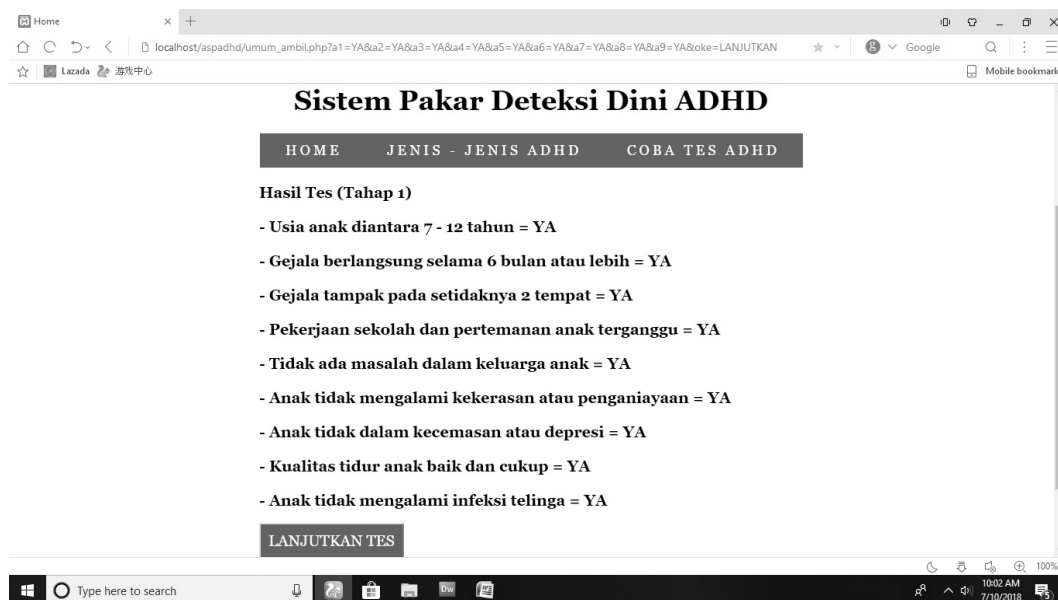 Home
localhost/aspadhd/umum_ambil.php?a1=YA&a2=YA&a3=YA&a4=YA&a5=YA&a6=YA&a7=YA&a8=YA&a9=YA&oke=LANJUTKAN
g Google
Lazada 游戏中心 Mobile bookmark
Sistem Pakar Deteksi Dini ADHD
HOME JENIS - JENIS ADHD COBA TES ADHD
Hasil Tes (Tahap 1)
- Usia anak diantara 7 - 12 tahun = YA
- Gejala berlangsung selama 6 bulan atau lebih = YA
- Gejala tampak pada setidaknya 2 tempat = YA
- Pekerjaan sekolah dan pertemanan anak terganggu = YA
- Tidak ada masalah dalam keluarga anak = YA
- Anak tidak mengalami kekerasan atau penganiayaan = YA
- Anak tidak dalam kecemasan atau depresi = YA
- Kualitas tidur anak baik dan cukup = YA
- Anak tidak mengalami infeksi telinga = YA
LANJUTKAN TES
100%
Type here to search Dw 10:02 AM
7/10/2018 5